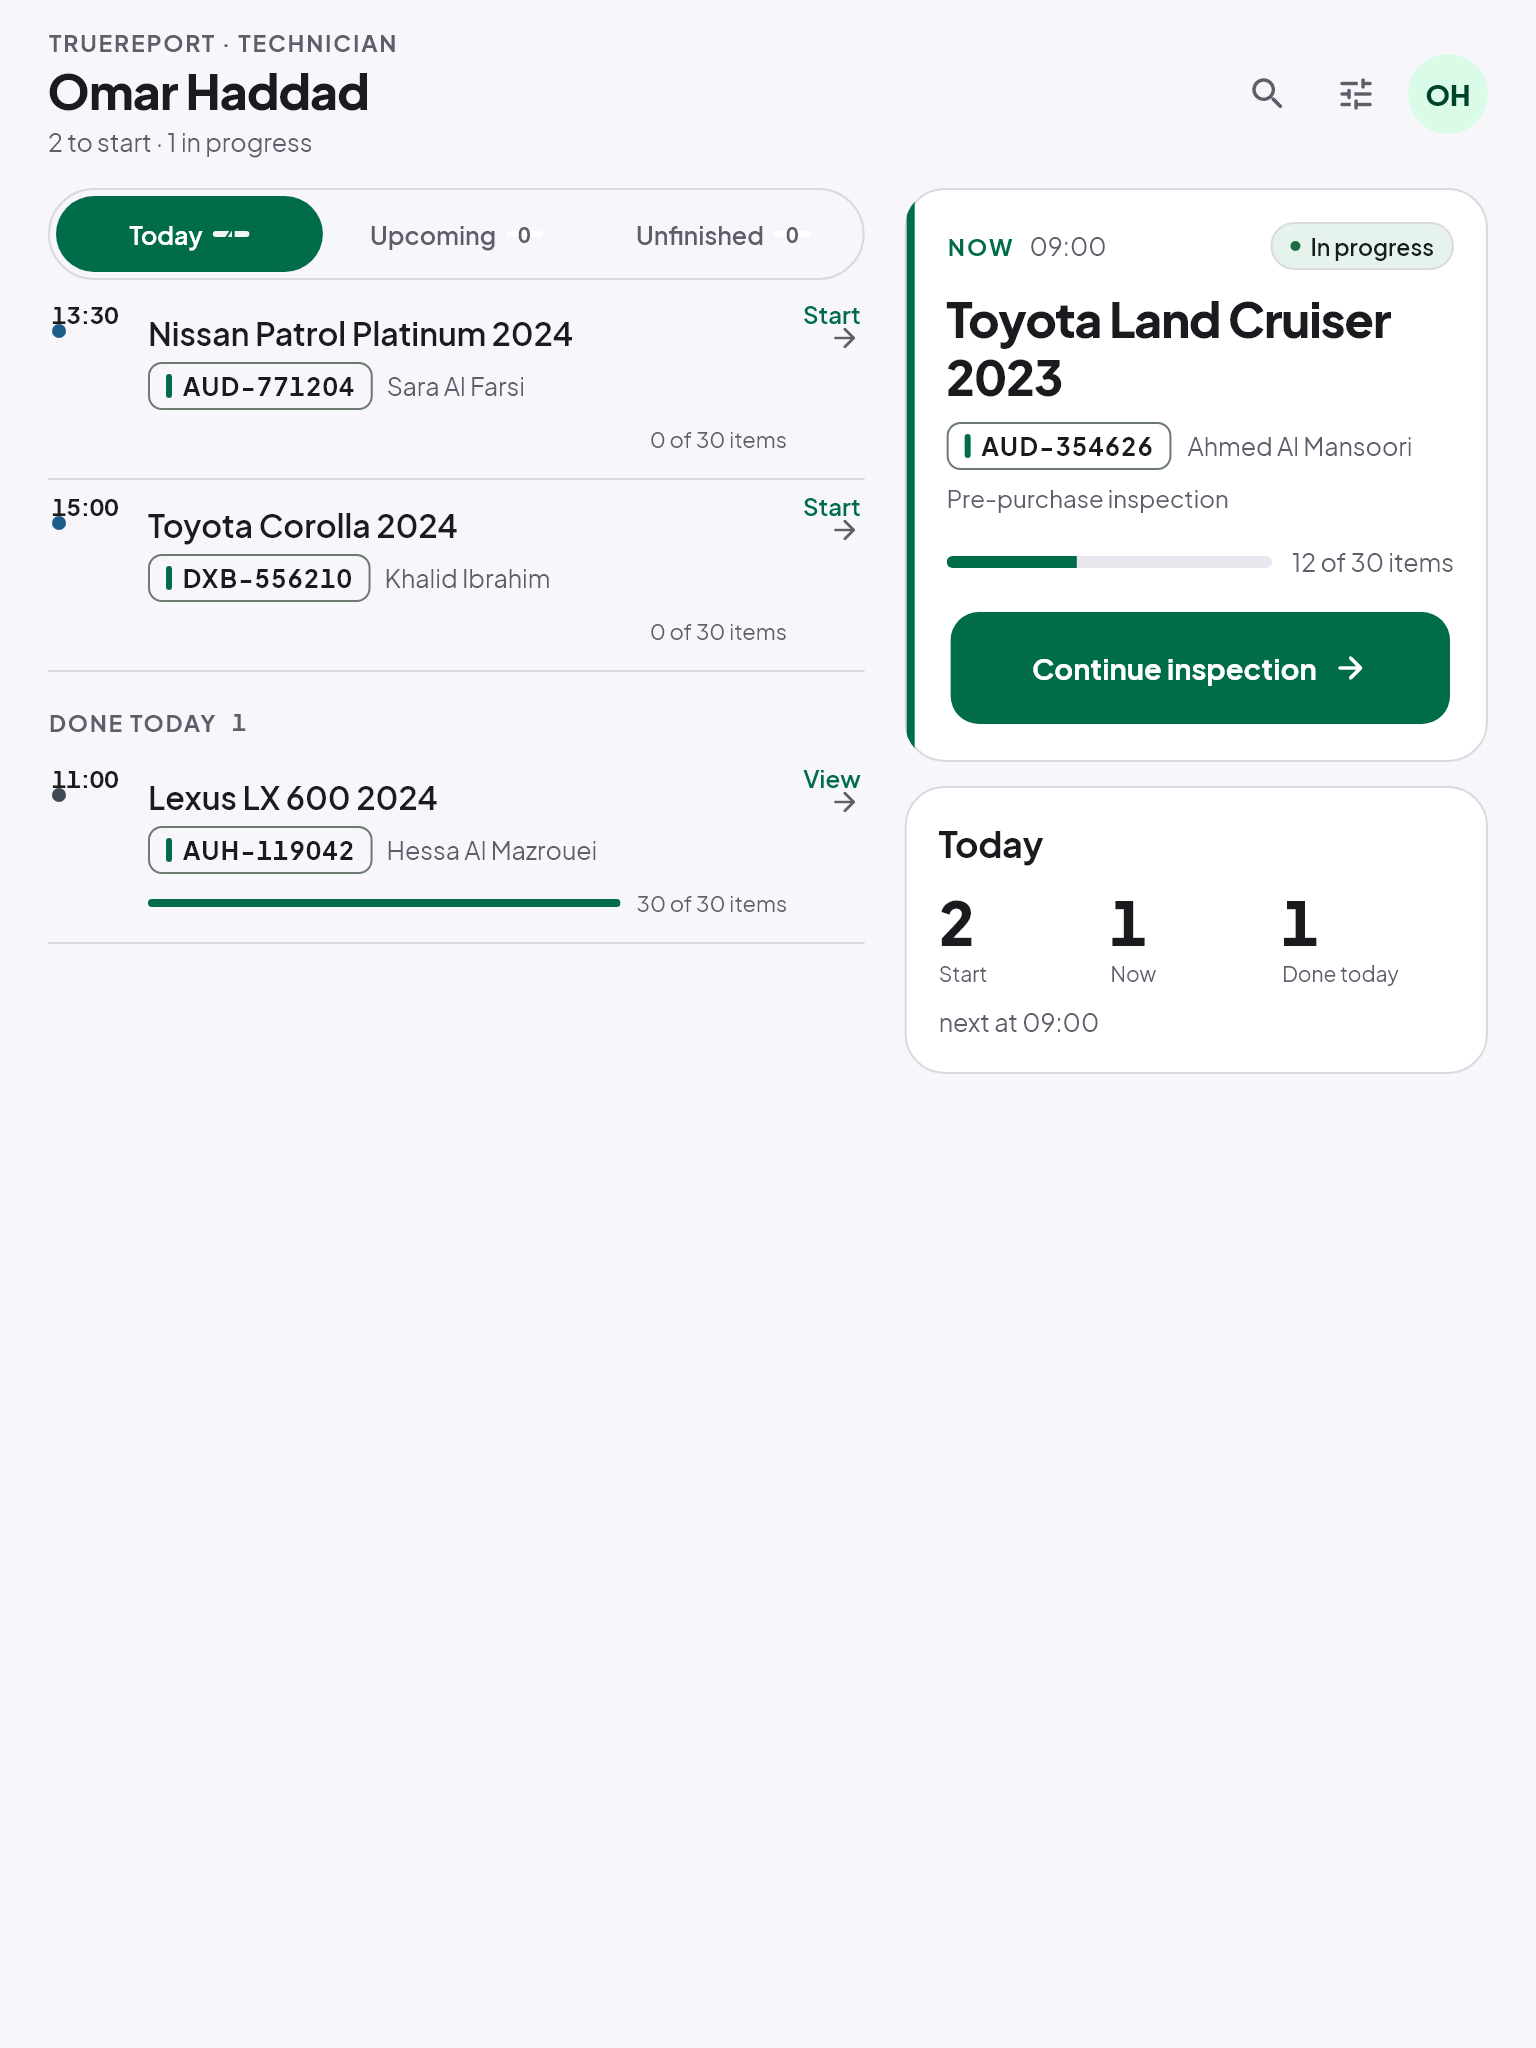 TRUEREPORT · TECHNICIAN
Omar Haddad
2 to start · 1 in progress
OH
Today
Upcoming 0
Unfinished 0
13:30
Nissan Patrol Platinum 2024
Start
AUD-771204 Sara Al Farsi
0 of 30 items
15:00
Toyota Corolla 2024
Start
DXB-556210 Khalid Ibrahim
0 of 30 items
DONE TODAY 1
11:00
Lexus LX 600 2024
View
AUH-119042 Hessa Al Mazrouei
30 of 30 items
NOW 09:00
In progress
Toyota Land Cruiser
2023
AUD-354626 Ahmed Al Mansoori
Pre-purchase inspection
12 of 30 items
Continue inspection
Today
2 1 1
Start Now Done today
next at 09:00